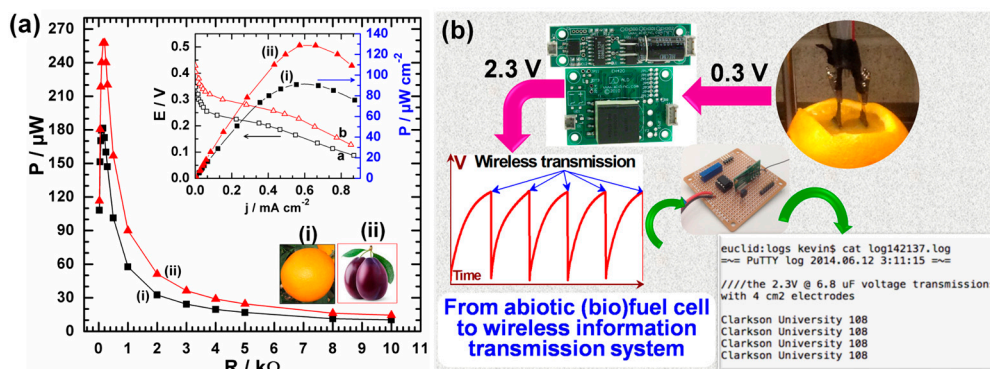 (a)
P / µW
270
240
210
180
150
120
90
60
30
0
0 1 2 3 4 5 6 7 8 9 10 11
R / kΩ
(ii)
(i)
E / V
0.5
0.4
0.3
0.2
0.1
0.0
0.0 0.2 0.4 0.6 0.8
j / mA cm-2
140
120
100
80
60
40
20
0
P / µW cm-2
(ii)
(i)
b
a
(i) (ii)
(b)
2.3 V
0.3 V
V
Wireless transmission
Time
From abiotic (bio)fuel cell
to wireless information
transmission system
euclid:logs kevin$ cat log142137.log
=~= PuTTY log 2014.06.12 3:11:15 =~=
////the 2.3V @ 6.8 uF voltage transmission
with 4 cm2 electrodes
Clarkson University 108
Clarkson University 108
Clarkson University 108
Clarkson University 108